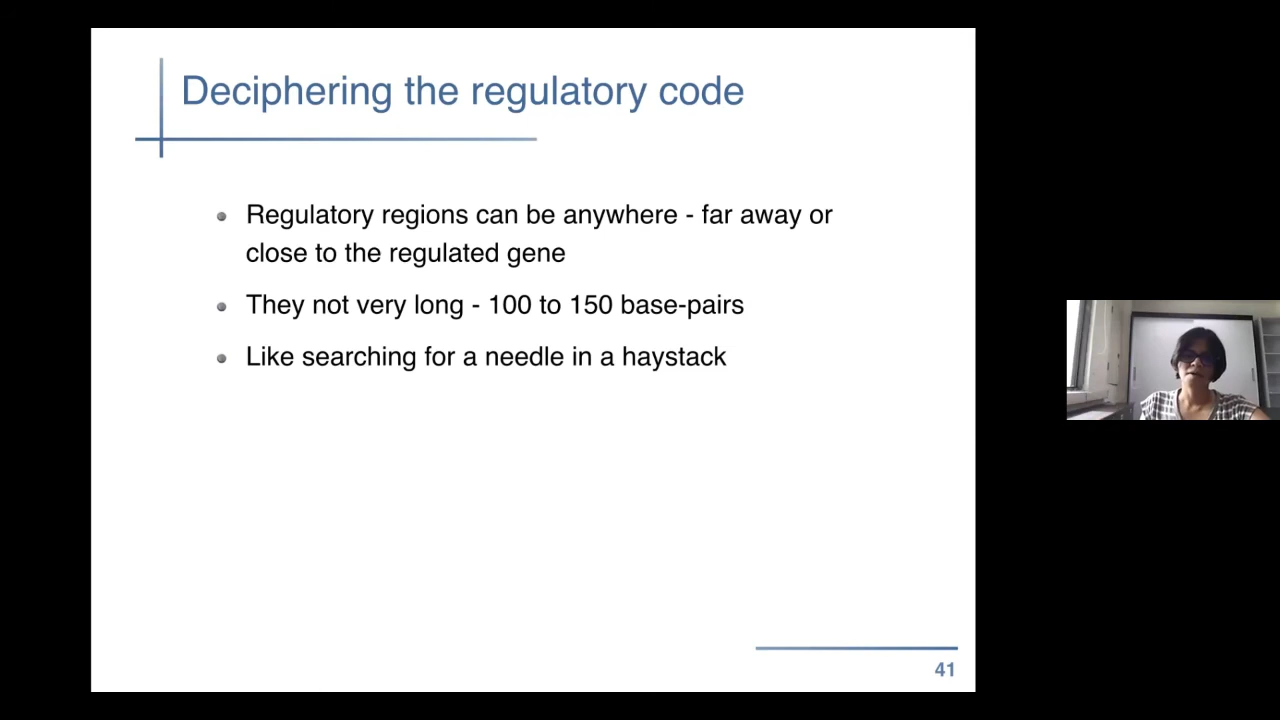 Deciphering the regulatory code
Regulatory regions can be anywhere - far away or
close to the regulated gene
They not very long - 100 to 150 base-pairs
Like searching for a needle in a haystack
41